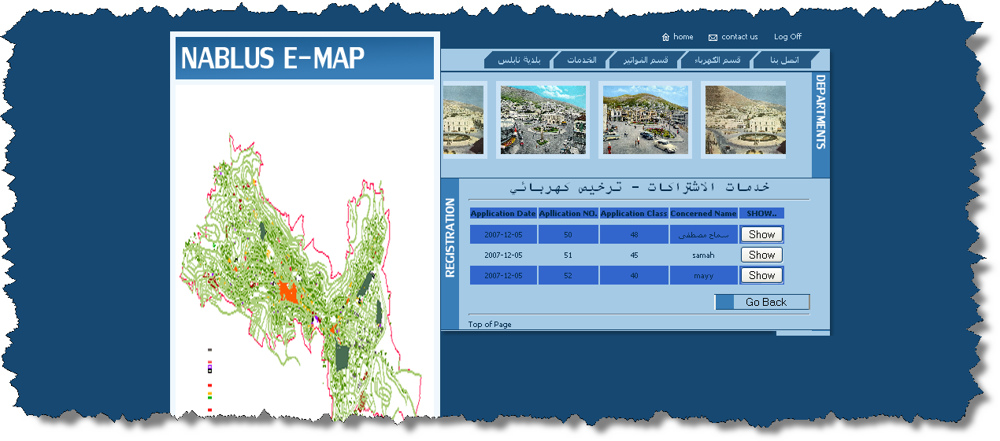 home contact us Log Off
NABLUS E-MAP
بلدية نابلس الخدمات قسم الفواتير قسم الكهرباء اتصل بنا
DEPARTMENTS
خدمات الاشتراكات - ترخيص كهربائي
REGISTRATION
Application Date Apllication NO. Application Class Concerned Name SHOW..
2007-12-05 50 48 سماح مصطفى Show
2007-12-05 51 45 samah Show
2007-12-05 52 40 mayy Show
Go Back
Top of Page